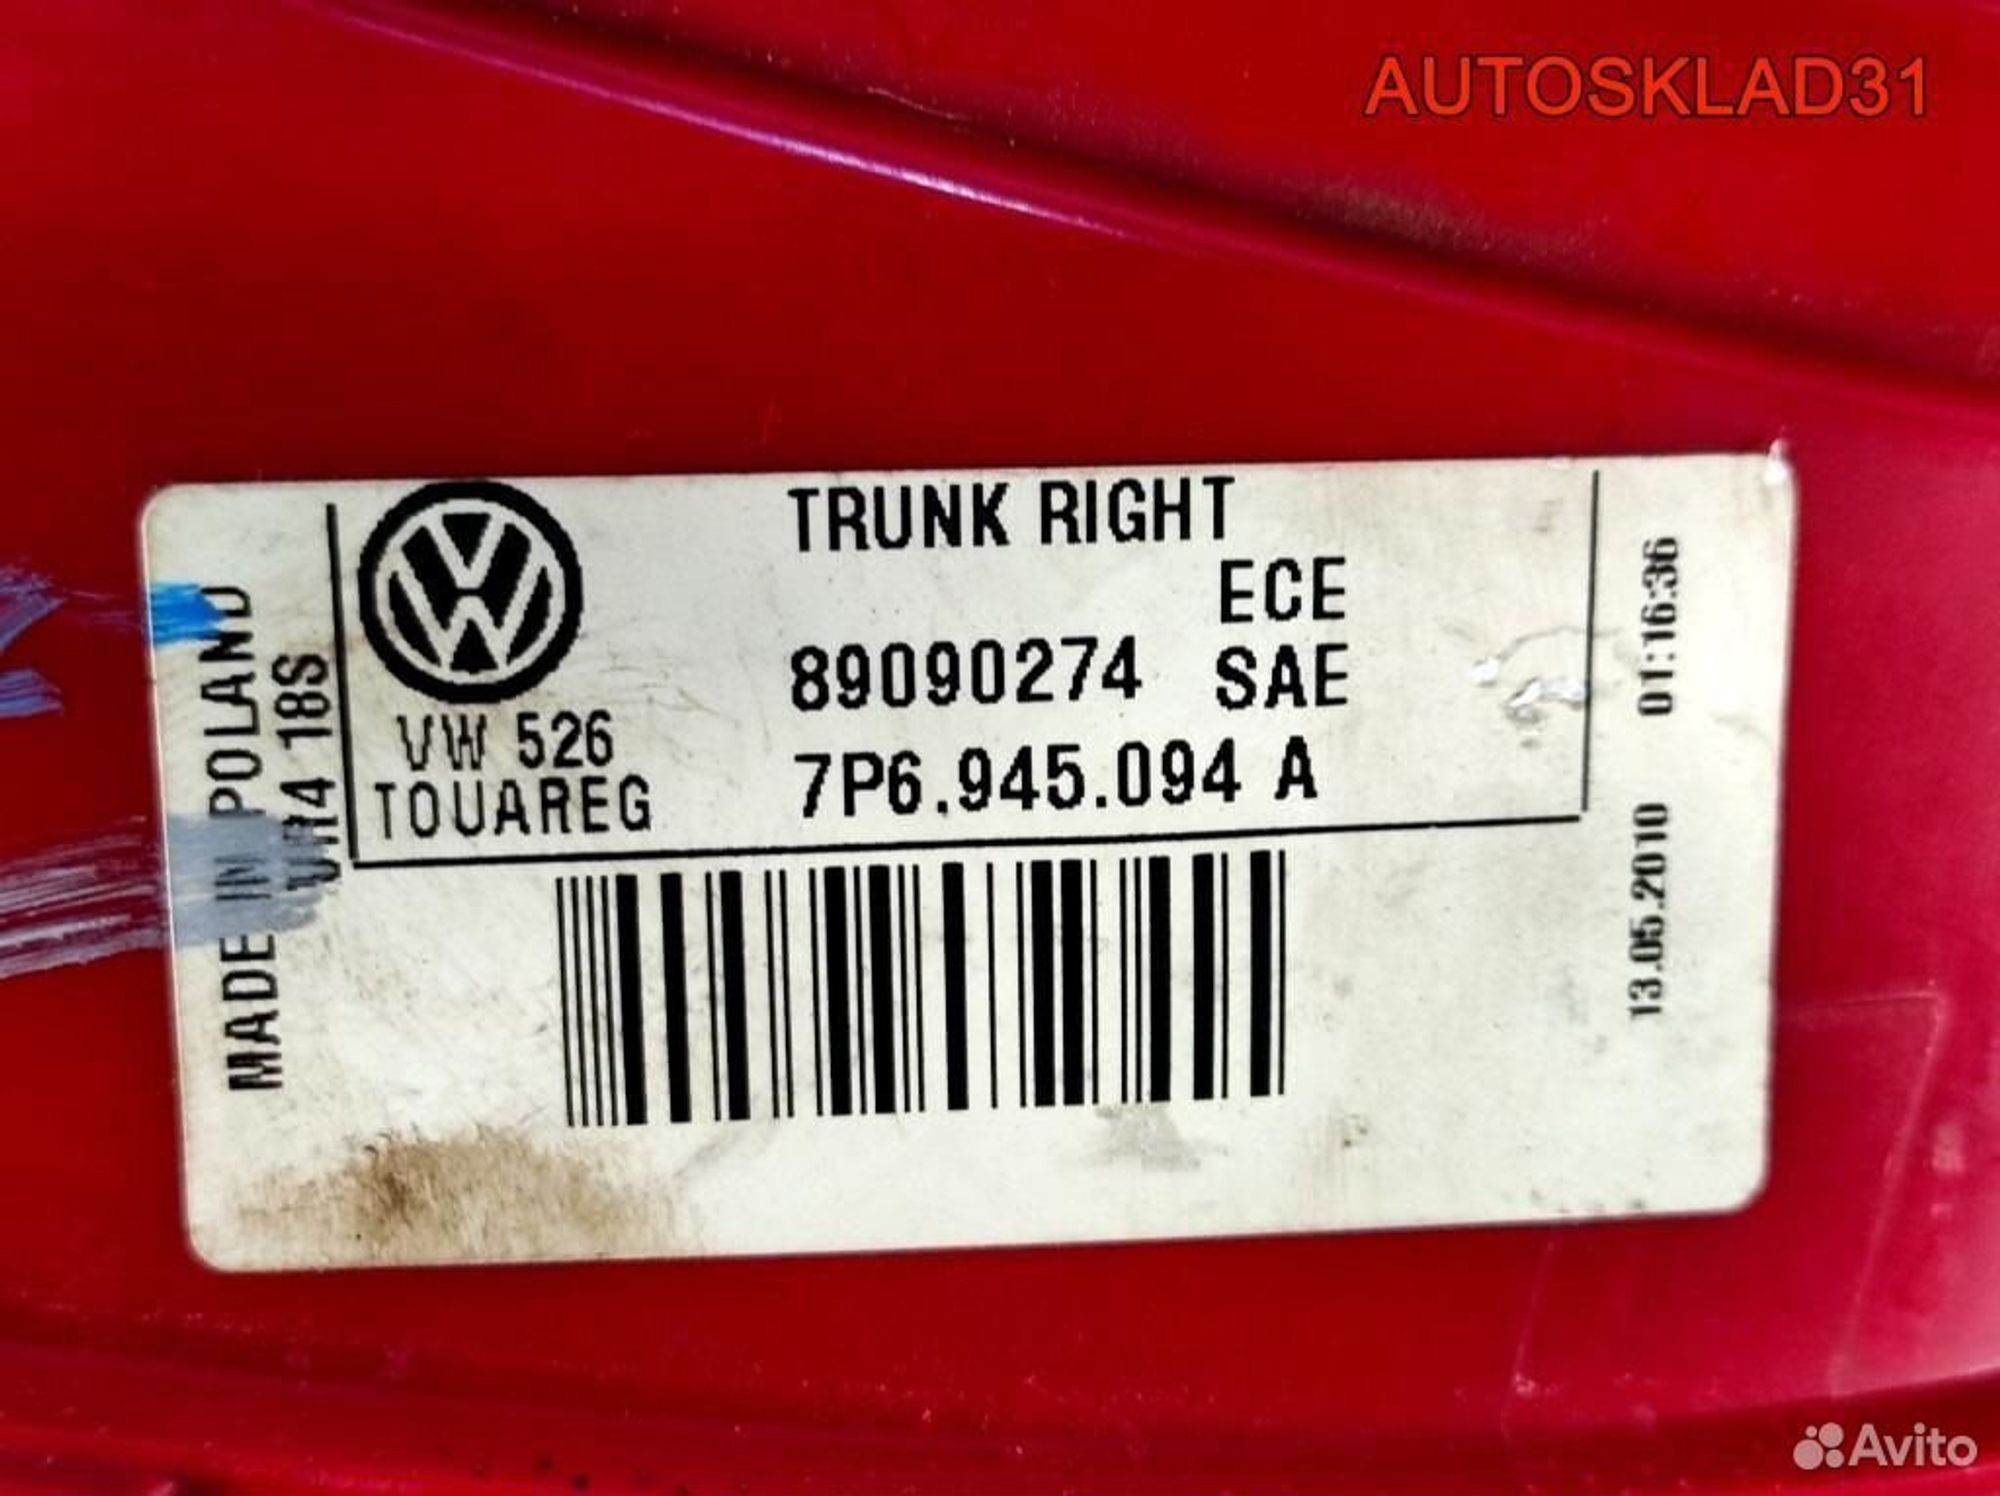 AUTOSKLAD31
TRUNK RIGHT
ECE
89090274 SAE
VW 526
7P6.945.094 A
TOUAREG
MADE IN POLAND
18S
01:16:36
13.05.2010
Avito